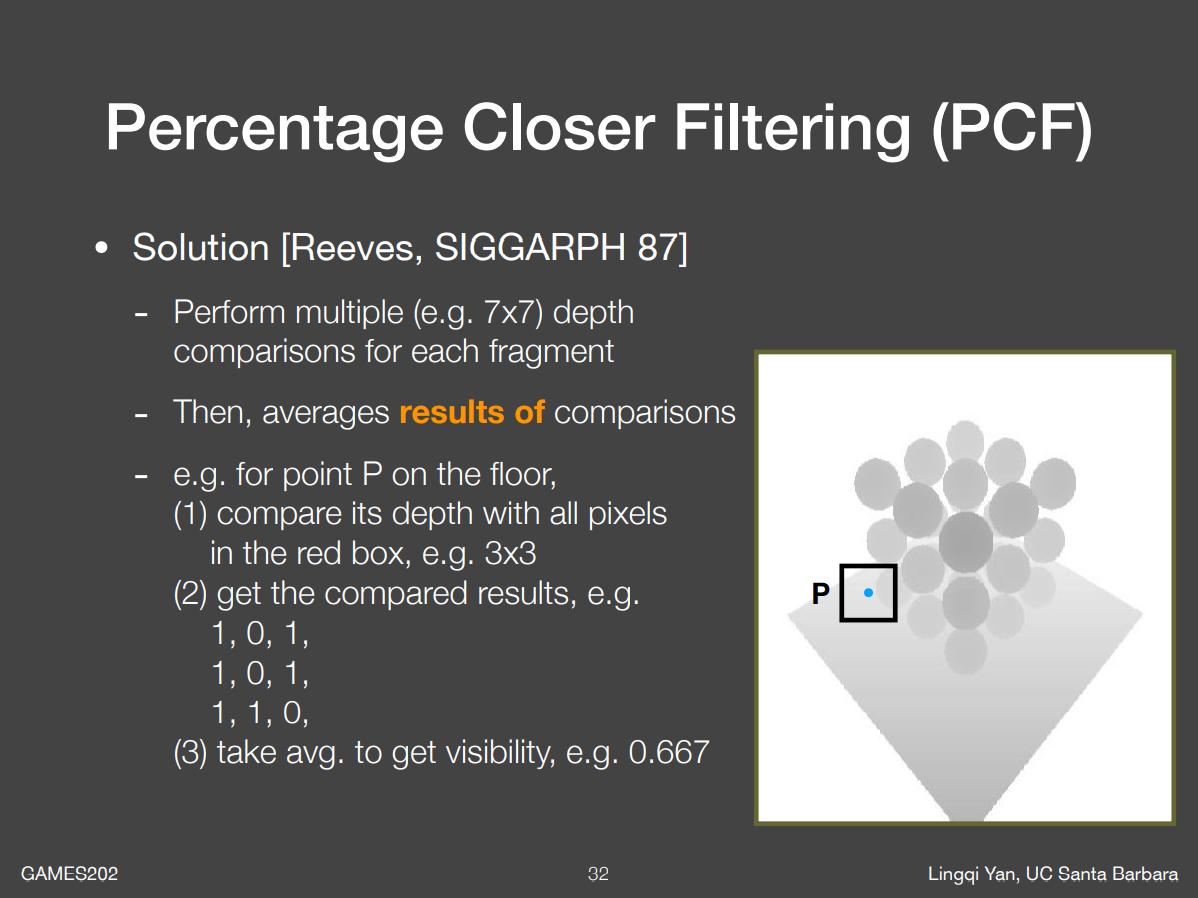 Percentage Closer Filtering (PCF)
• Solution [Reeves, SIGGARPH 87]
- Perform multiple (e.g. 7x7) depth
comparisons for each fragment
- Then, averages results of comparisons
- e.g. for point P on the floor,
(1) compare its depth with all pixels
in the red box, e.g. 3x3
(2) get the compared results, e.g.
1, 0, 1,
1, 0, 1,
1, 1, 0,
(3) take avg. to get visibility, e.g. 0.667
P
GAMES202
32
Lingqi Yan, UC Santa Barbara